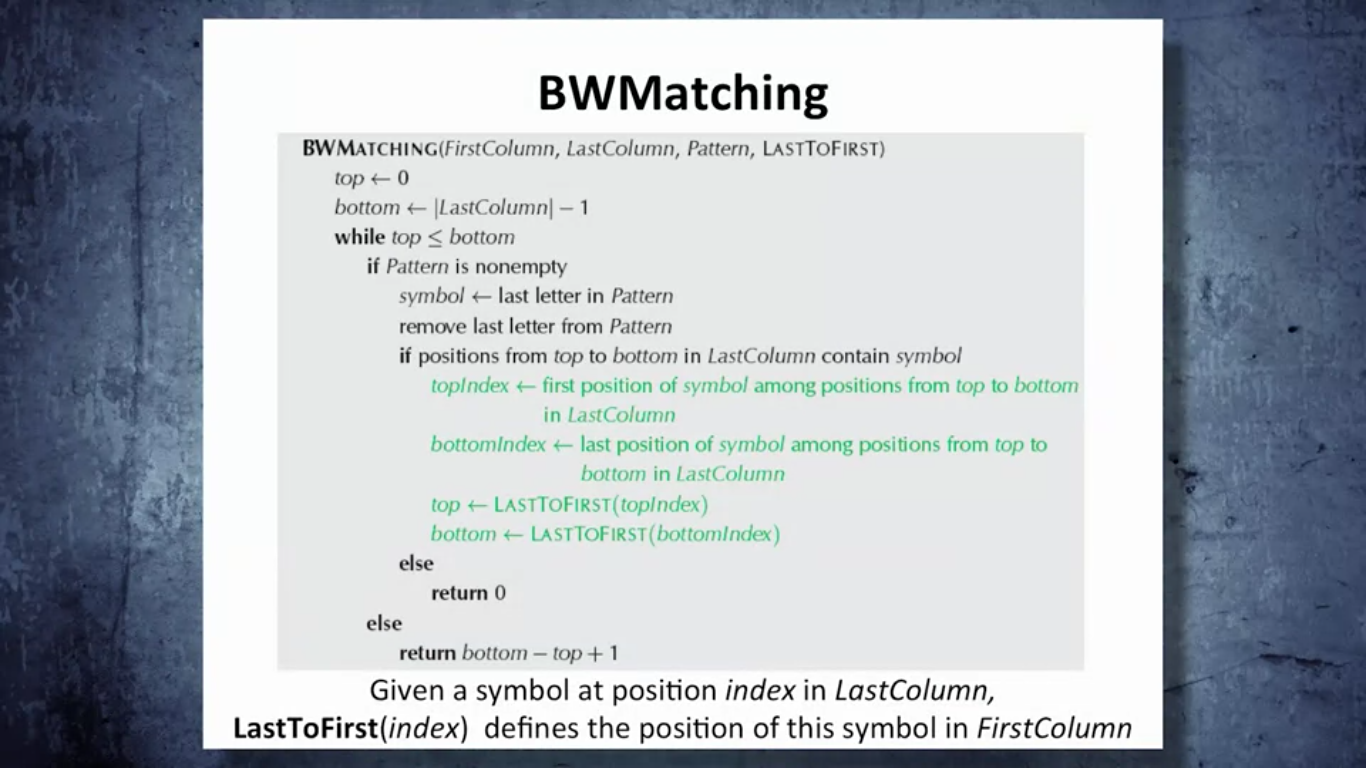 BWMatching
BWMATCHING(FirstColumn, LastColumn, Pattern, LASTTOFIRST)
top ← 0
bottom ← |LastColumn| − 1
while top ≤ bottom
if Pattern is nonempty
symbol ← last letter in Pattern
remove last letter from Pattern
if positions from top to bottom in LastColumn contain symbol
topIndex ← first position of symbol among positions from top to bottom
in LastColumn
bottomIndex ← last position of symbol among positions from top to
bottom in LastColumn
top ← LASTTOFIRST(topIndex)
bottom ← LASTTOFIRST(bottomIndex)
else
return 0
else
return bottom − top + 1
Given a symbol at position index in LastColumn,
LastToFirst(index) defines the position of this symbol in FirstColumn